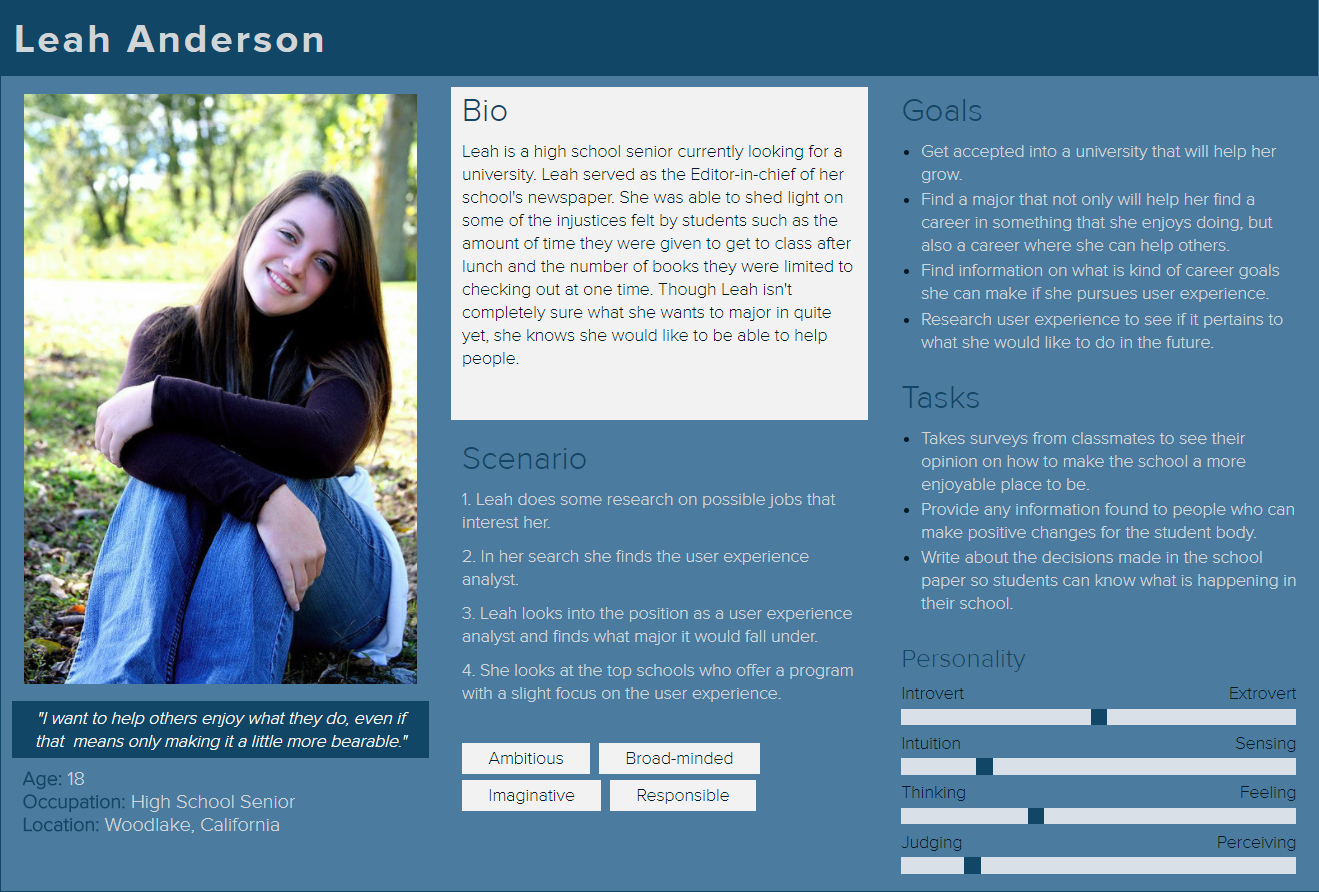 Leah Anderson
"I want to help others enjoy what they do, even if
that  means only making it a little more bearable."
Age: 18
Occupation: High School Senior
Location: Woodlake, California
Bio
Leah is a high school senior currently looking for a
university. Leah served as the Editor-in-chief of her
school's newspaper. She was able to shed light on
some of the injustices felt by students such as the
amount of time they were given to get to class after
lunch and the number of books they were limited to
checking out at one time. Though Leah isn't
completely sure what she wants to major in quite
yet, she knows she would like to be able to help
people.
Scenario
1. Leah does some research on possible jobs that
interest her.
2. In her search she finds the user experience
analyst.
3. Leah looks into the position as a user experience
analyst and finds what major it would fall under.
4. She looks at the top schools who offer a program
with a slight focus on the user experience.
Ambitious Broad-minded
Imaginative Responsible
Goals
• Get accepted into a university that will help her
grow.
• Find a major that not only will help her find a
career in something that she enjoys doing, but
also a career where she can help others.
• Find information on what is kind of career goals
she can make if she pursues user experience.
• Research user experience to see if it pertains to
what she would like to do in the future.
Tasks
• Takes surveys from classmates to see their
opinion on how to make the school a more
enjoyable place to be.
• Provide any information found to people who can
make positive changes for the student body.
• Write about the decisions made in the school
paper so students can know what is happening in
their school.
Personality
Introvert Extrovert
Intuition Sensing
Thinking Feeling
Judging Perceiving